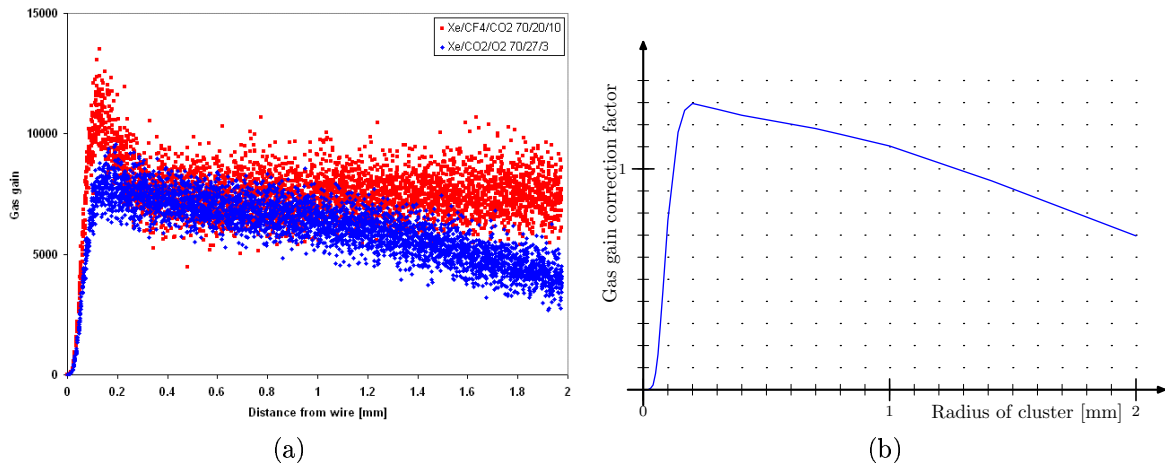 15000
10000
5000
0
Gas gain
Xe/CF4/CO2 70/20/10
Xe/CO2/O2 70/27/3
0 0.2 0.4 0.6 0.8 1 1.2 1.4 1.6 1.8 2
Distance from wire [mm]
(a)
Gas gain correction factor
1
0 1 2
Radius of cluster [mm]
(b)